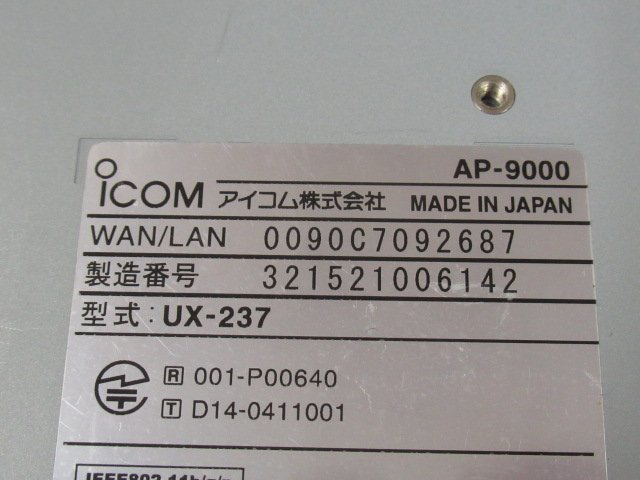 AP-9000
ICOM アイコム株式会社 MADE IN JAPAN
WAN/LAN 0090C7092687
製造番号 321521006142
型式:UX-237
R 001-P00640
T D14-0411001